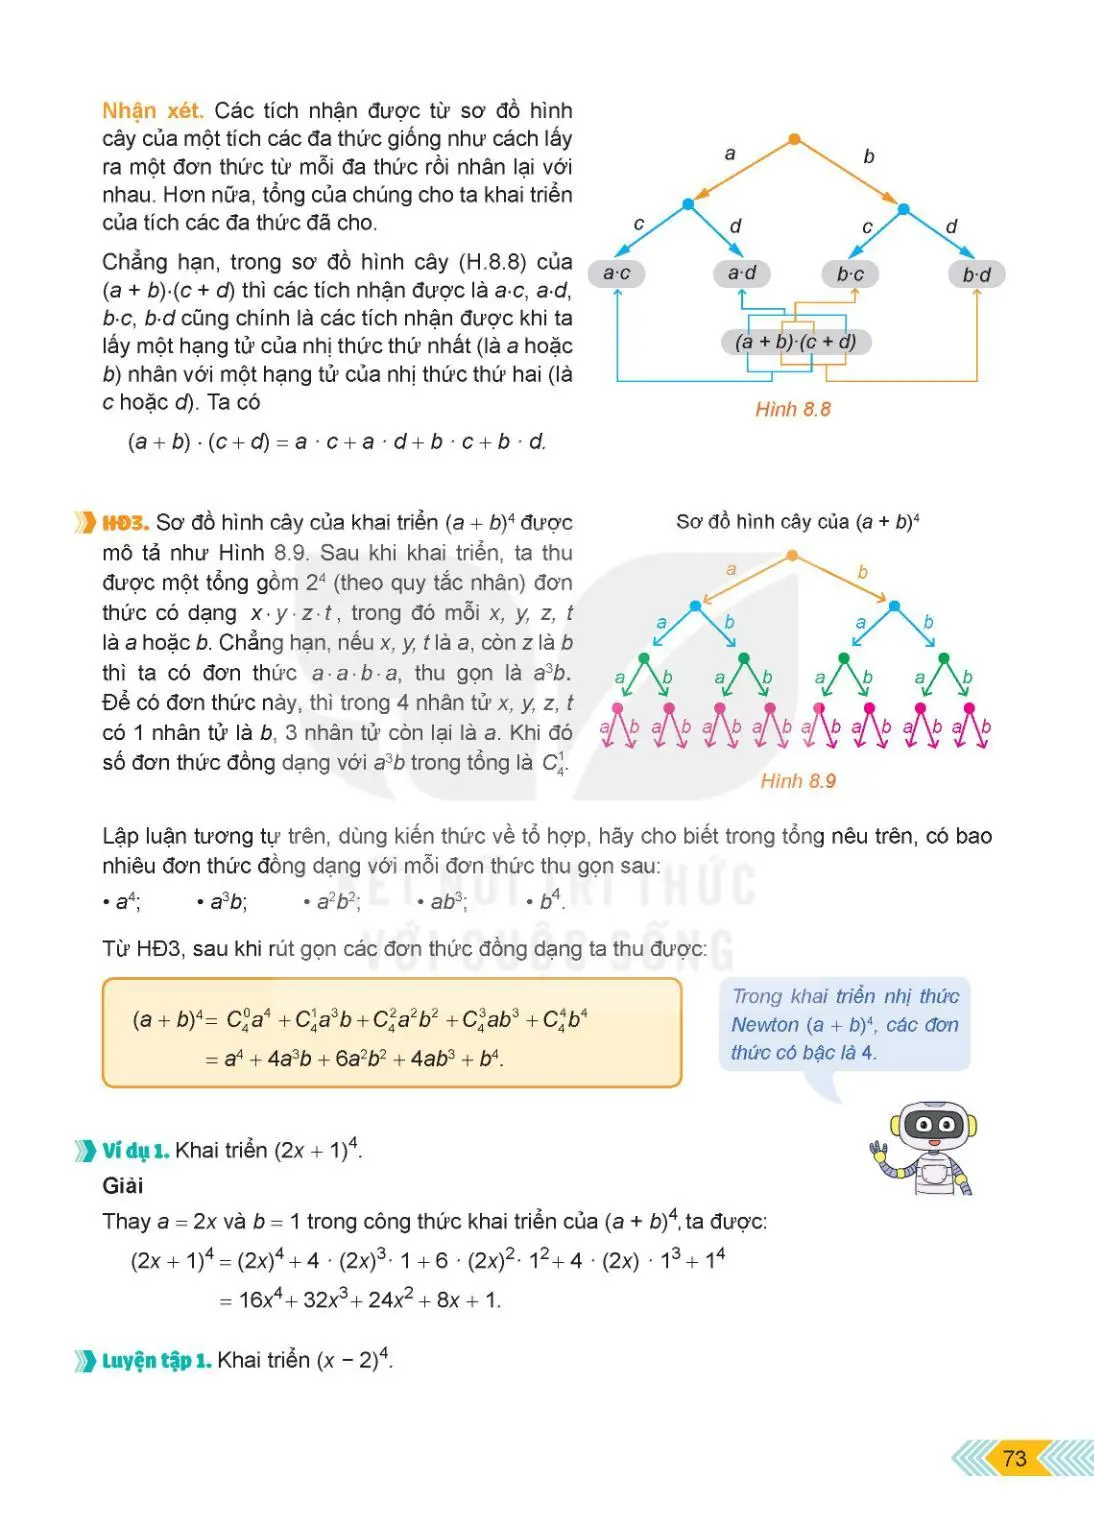 Nhận xét. Các tích nhận được từ sơ đồ hình
cây của một tích các đa thức giống như cách lấy
ra một đơn thức từ mỗi đa thức rồi nhân lại với
nhau. Hơn nữa, tổng của chúng cho ta khai triển
của tích các đa thức đã cho.
Chẳng hạn, trong sơ đồ hình cây (H.8.8) của
(a + b)·(c + d) thì các tích nhận được là a·c, a·d,
b·c, b·d cũng chính là các tích nhận được khi ta
lấy một hạng tử của nhị thức thứ nhất (là a hoặc
b) nhân với một hạng tử của nhị thức thứ hai (là
c hoặc d). Ta có
(a + b) · (c + d) = a · c + a · d + b · c + b · d.
a b
c d c d
a·c a·d b·c b·d
(a + b)·(c + d)
Hình 8.8
HĐ3. Sơ đồ hình cây của khai triển (a + b)⁴ được
mô tả như Hình 8.9. Sau khi khai triển, ta thu
được một tổng gồm 2⁴ (theo quy tắc nhân) đơn
thức có dạng x · y · z · t, trong đó mỗi x, y, z, t
là a hoặc b. Chẳng hạn, nếu x, y, t là a, còn z là b
thì ta có đơn thức a · a · b · a, thu gọn là a³b.
Để có đơn thức này, thì trong 4 nhân tử x, y, z, t
có 1 nhân tử là b, 3 nhân tử còn lại là a. Khi đó
số đơn thức đồng dạng với a³b trong tổng là C₄¹.
Sơ đồ hình cây của (a + b)⁴
a b
a b a b
a b a b a b a b
a b a b a b a b a b a b a b a b
Hình 8.9
Lập luận tương tự trên, dùng kiến thức về tổ hợp, hãy cho biết trong tổng nêu trên, có bao
nhiêu đơn thức đồng dạng với mỗi đơn thức thu gọn sau:
• a⁴; • a³b; • a²b²; • ab³; • b⁴.
Từ HĐ3, sau khi rút gọn các đơn thức đồng dạng ta thu được:
(a + b)⁴ = C₄⁰a⁴ + C₄¹a³b + C₄²a²b² + C₄³ab³ + C₄⁴b⁴
= a⁴ + 4a³b + 6a²b² + 4ab³ + b⁴.
Trong khai triển nhị thức
Newton (a + b)⁴, các đơn
thức có bậc là 4.
Ví dụ 1. Khai triển (2x + 1)⁴.
Giải
Thay a = 2x và b = 1 trong công thức khai triển của (a + b)⁴, ta được:
(2x + 1)⁴ = (2x)⁴ + 4 · (2x)³ · 1 + 6 · (2x)² · 1² + 4 · (2x) · 1³ + 1⁴
= 16x⁴ + 32x³ + 24x² + 8x + 1.
Luyện tập 1. Khai triển (x − 2)⁴.
KẾT NỐI TRI THỨC
VỚI CUỘC SỐNG
73